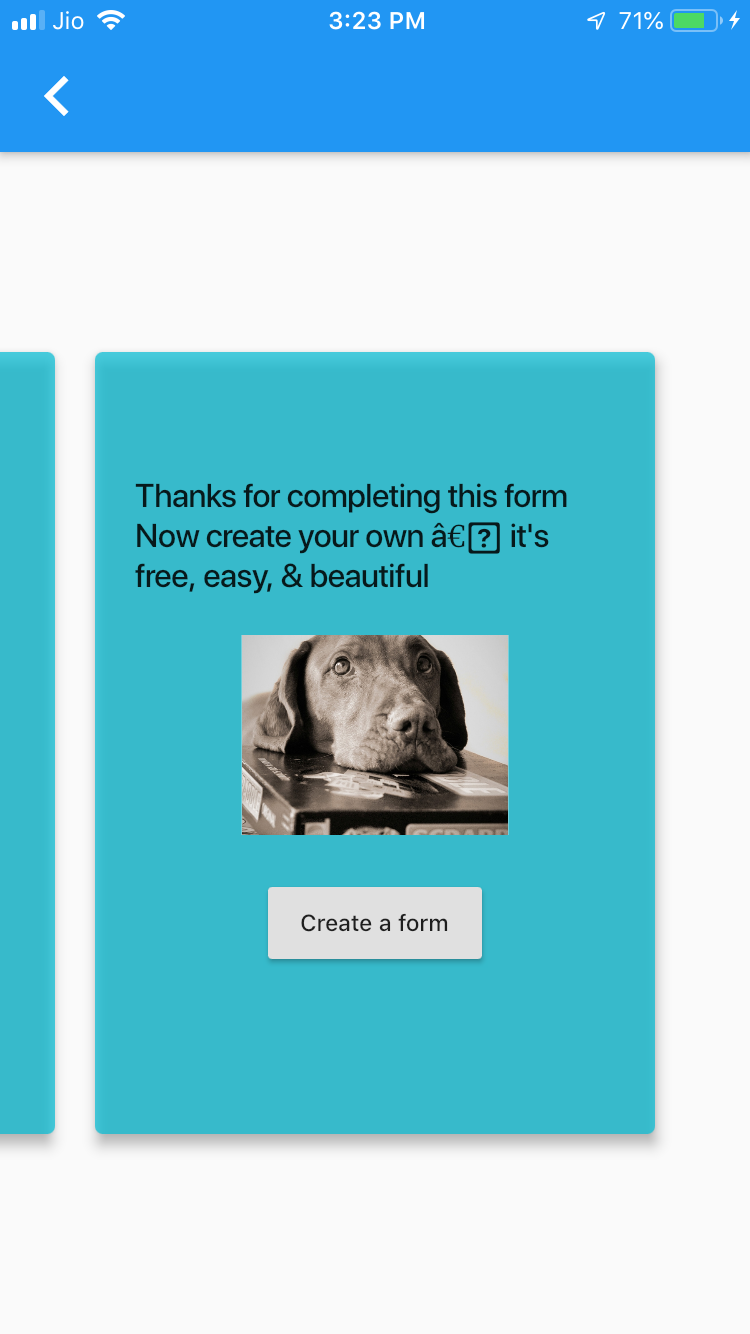 Jio 3:23 PM 71%
Thanks for completing this form
Now create your own â€� it's
free, easy, & beautiful
Create a form